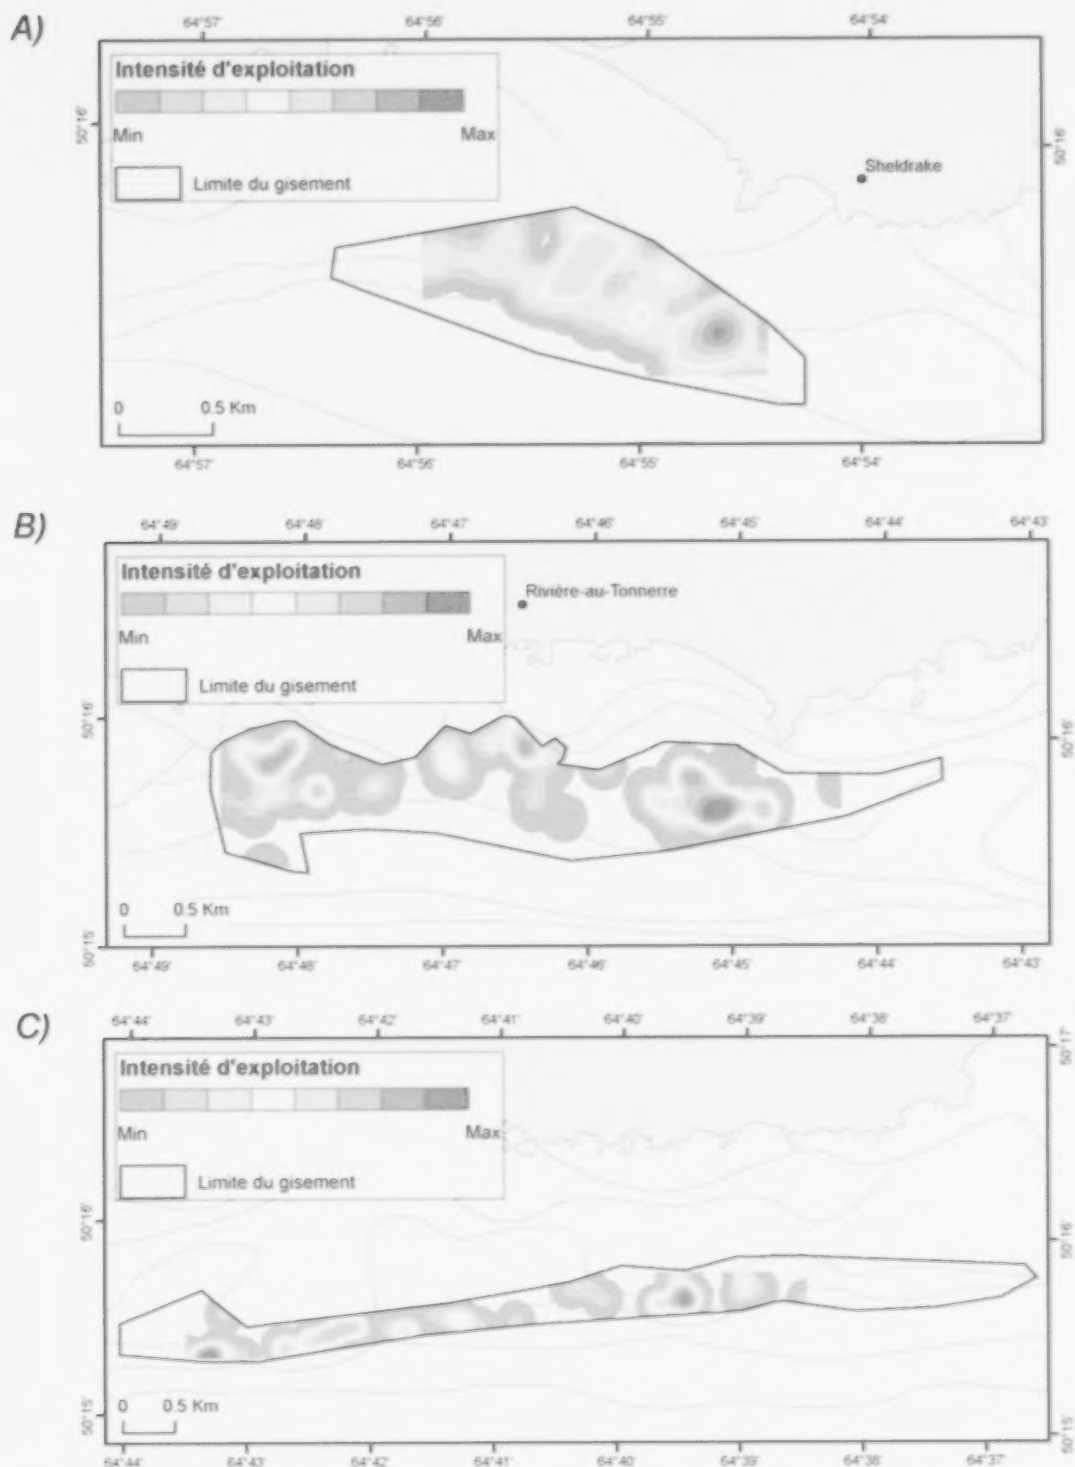 A)
64°57' 64°56' 64°55' 64°54'
Intensité d'exploitation
Min Max
Limite du gisement
50°16' 50°16'
Sheldrake
0 0.5 Km
64°57' 64°56' 64°55' 64°54'
B)
64°49' 64°48' 64°47' 64°46' 64°45' 64°44' 64°43'
Intensité d'exploitation
Min Max
Limite du gisement
Rivière-au-Tonnerre
50°16' 50°16'
0 0.5 Km
50°15'
64°49' 64°48' 64°47' 64°46' 64°45' 64°44' 64°43'
C)
64°44' 64°43' 64°42' 64°41' 64°40' 64°39' 64°38' 64°37'
50°17'
Intensité d'exploitation
Min Max
Limite du gisement
50°16' 50°16'
0 0.5 Km
50°15' 50°15'
64°44' 64°43' 64°42' 64°41' 64°40' 64°39' 64°38' 64°37'